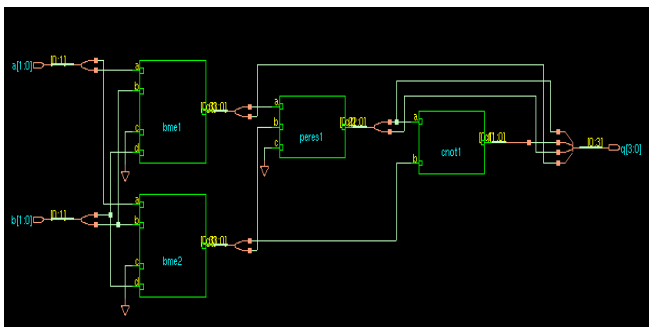 a[1:0]
[0:1]
a
b
c
d
bme1
a
b
c
peres1
a
b
cnot1
[0:3]
q[3:0]
b[1:0]
[0:1]
a
b
c
d
bme2